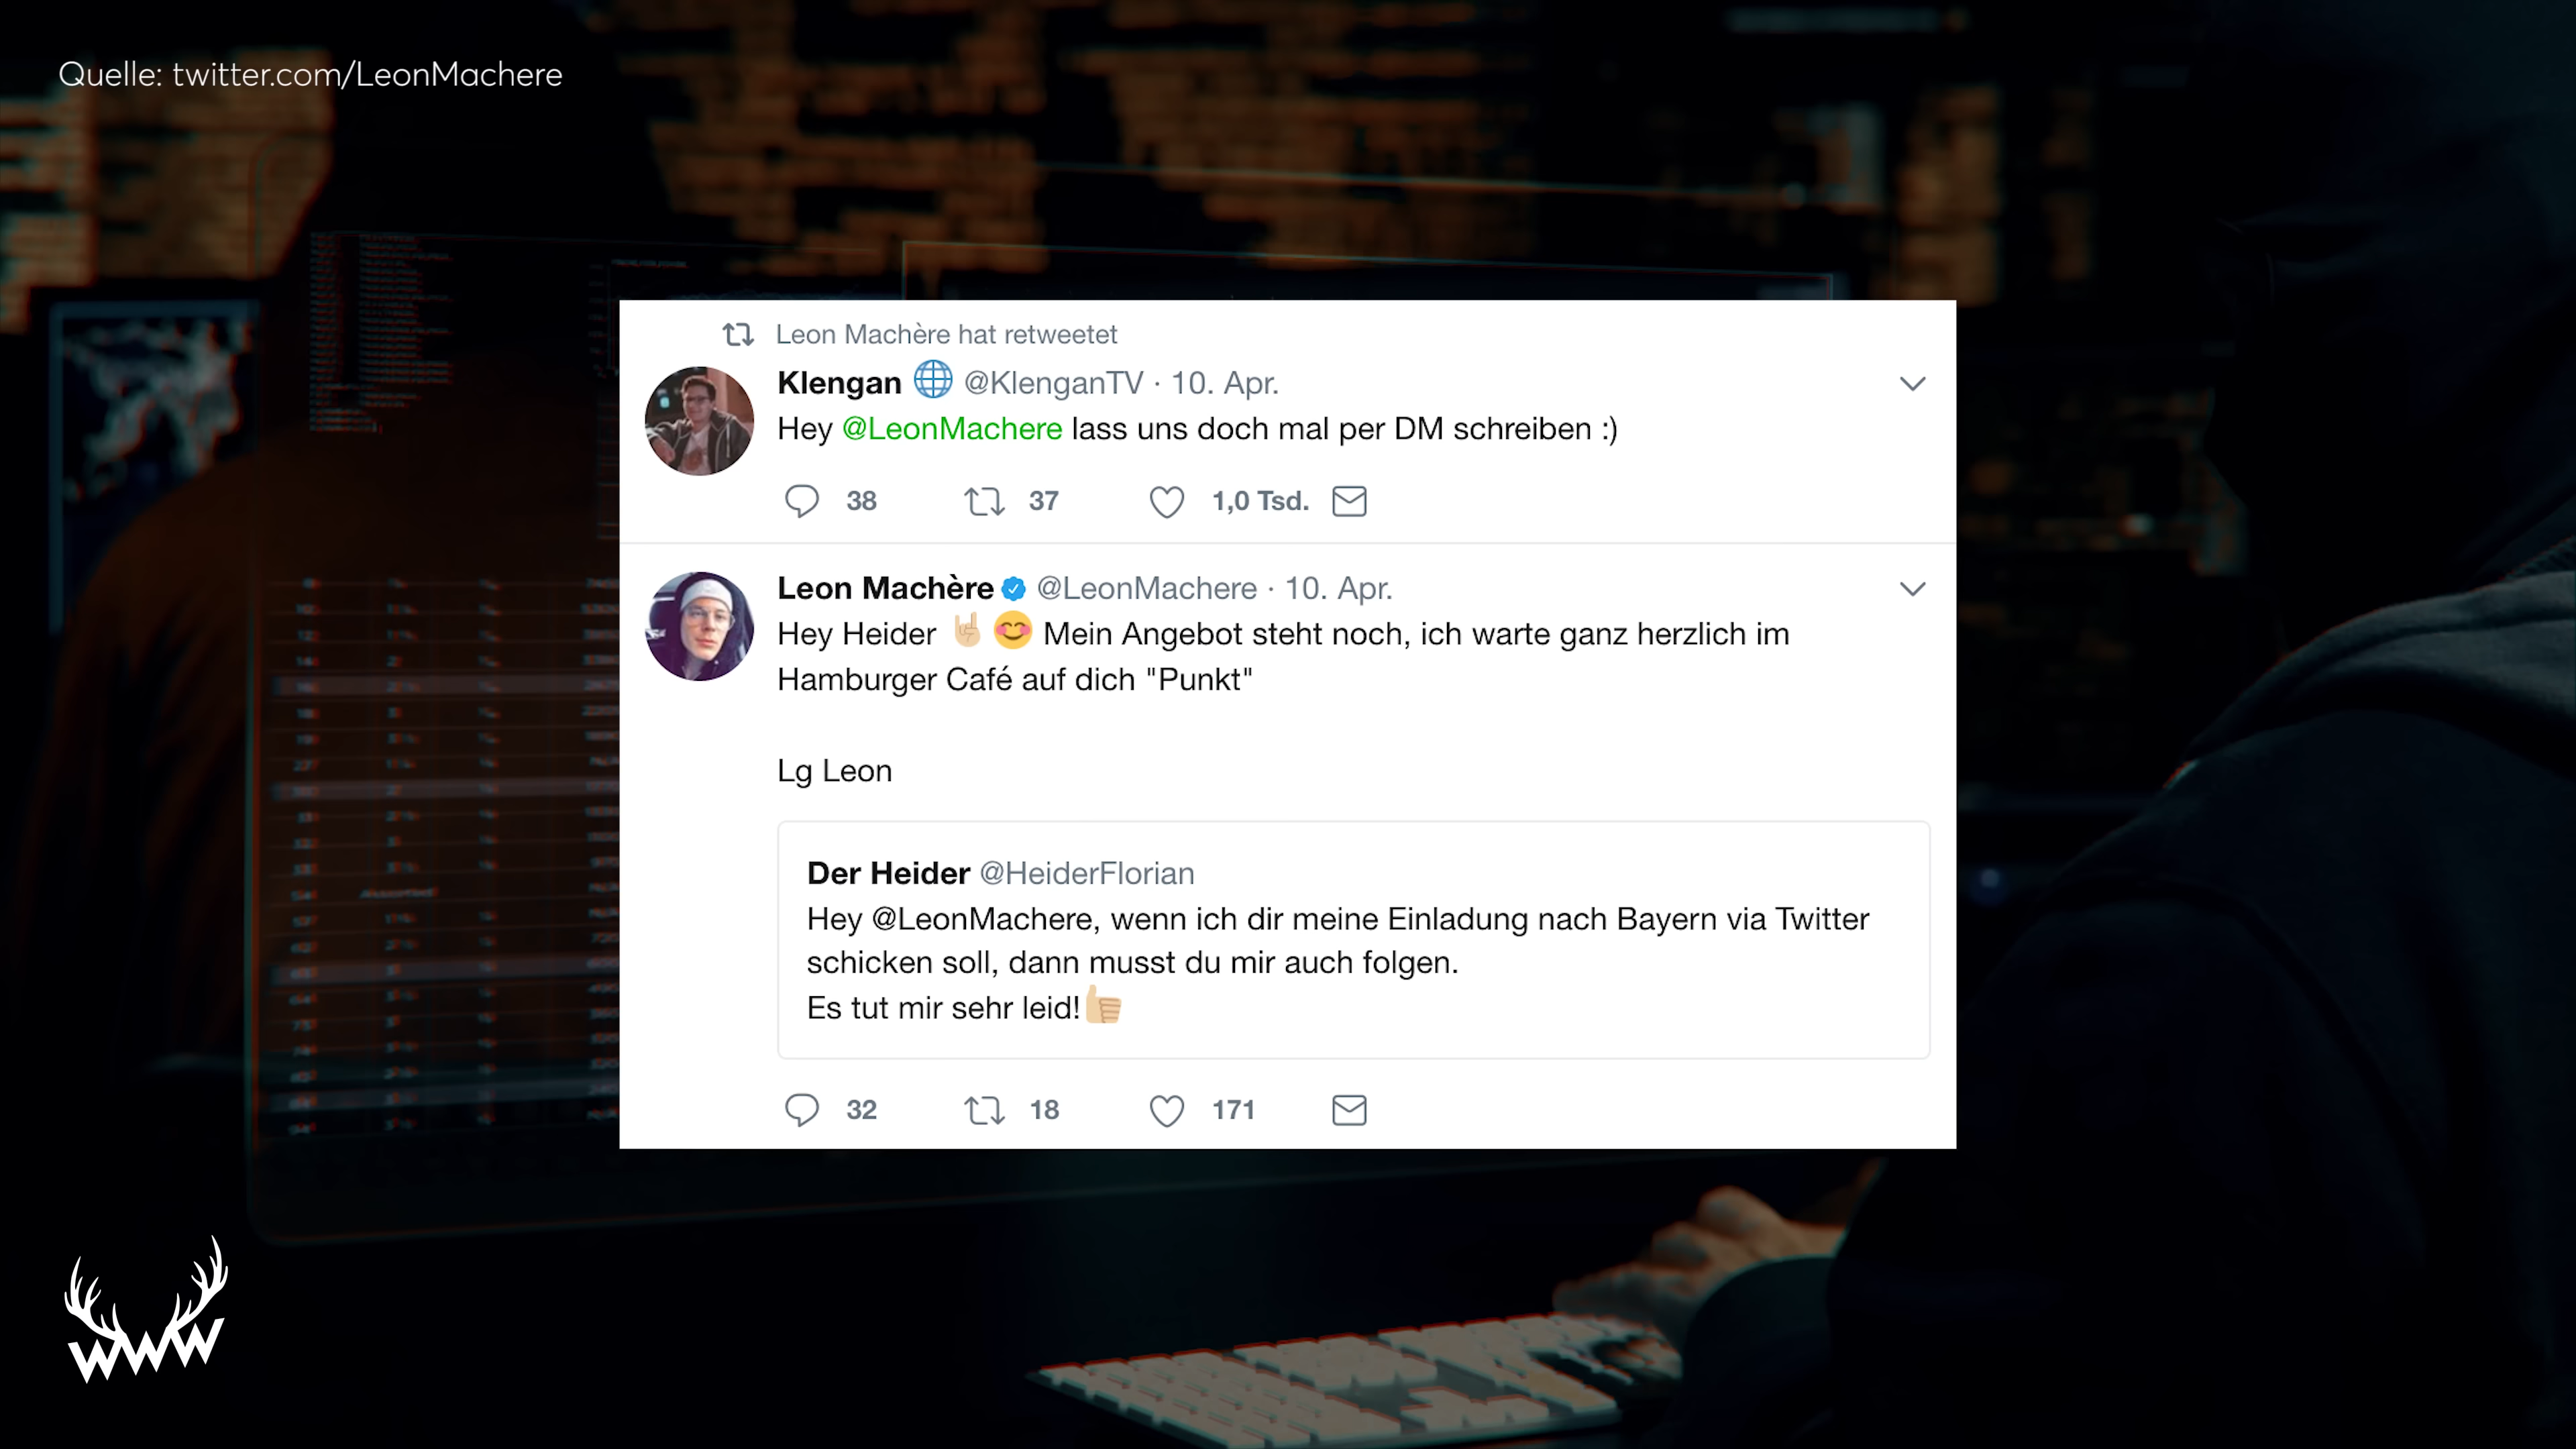 Quelle: twitter.com/LeonMachere
Leon Machère hat retweetet
Klengan 🌐 @KlenganTV · 10. Apr.
Hey @LeonMachere lass uns doch mal per DM schreiben :)
38 37 1,0 Tsd.
Leon Machère @LeonMachere · 10. Apr.
Hey Heider 🤘🏼 😊 Mein Angebot steht noch, ich warte ganz herzlich im
Hamburger Café auf dich "Punkt"
Lg Leon
Der Heider @HeiderFlorian
Hey @LeonMachere, wenn ich dir meine Einladung nach Bayern via Twitter
schicken soll, dann musst du mir auch folgen.
Es tut mir sehr leid!👍🏼
32 18 171
WWW